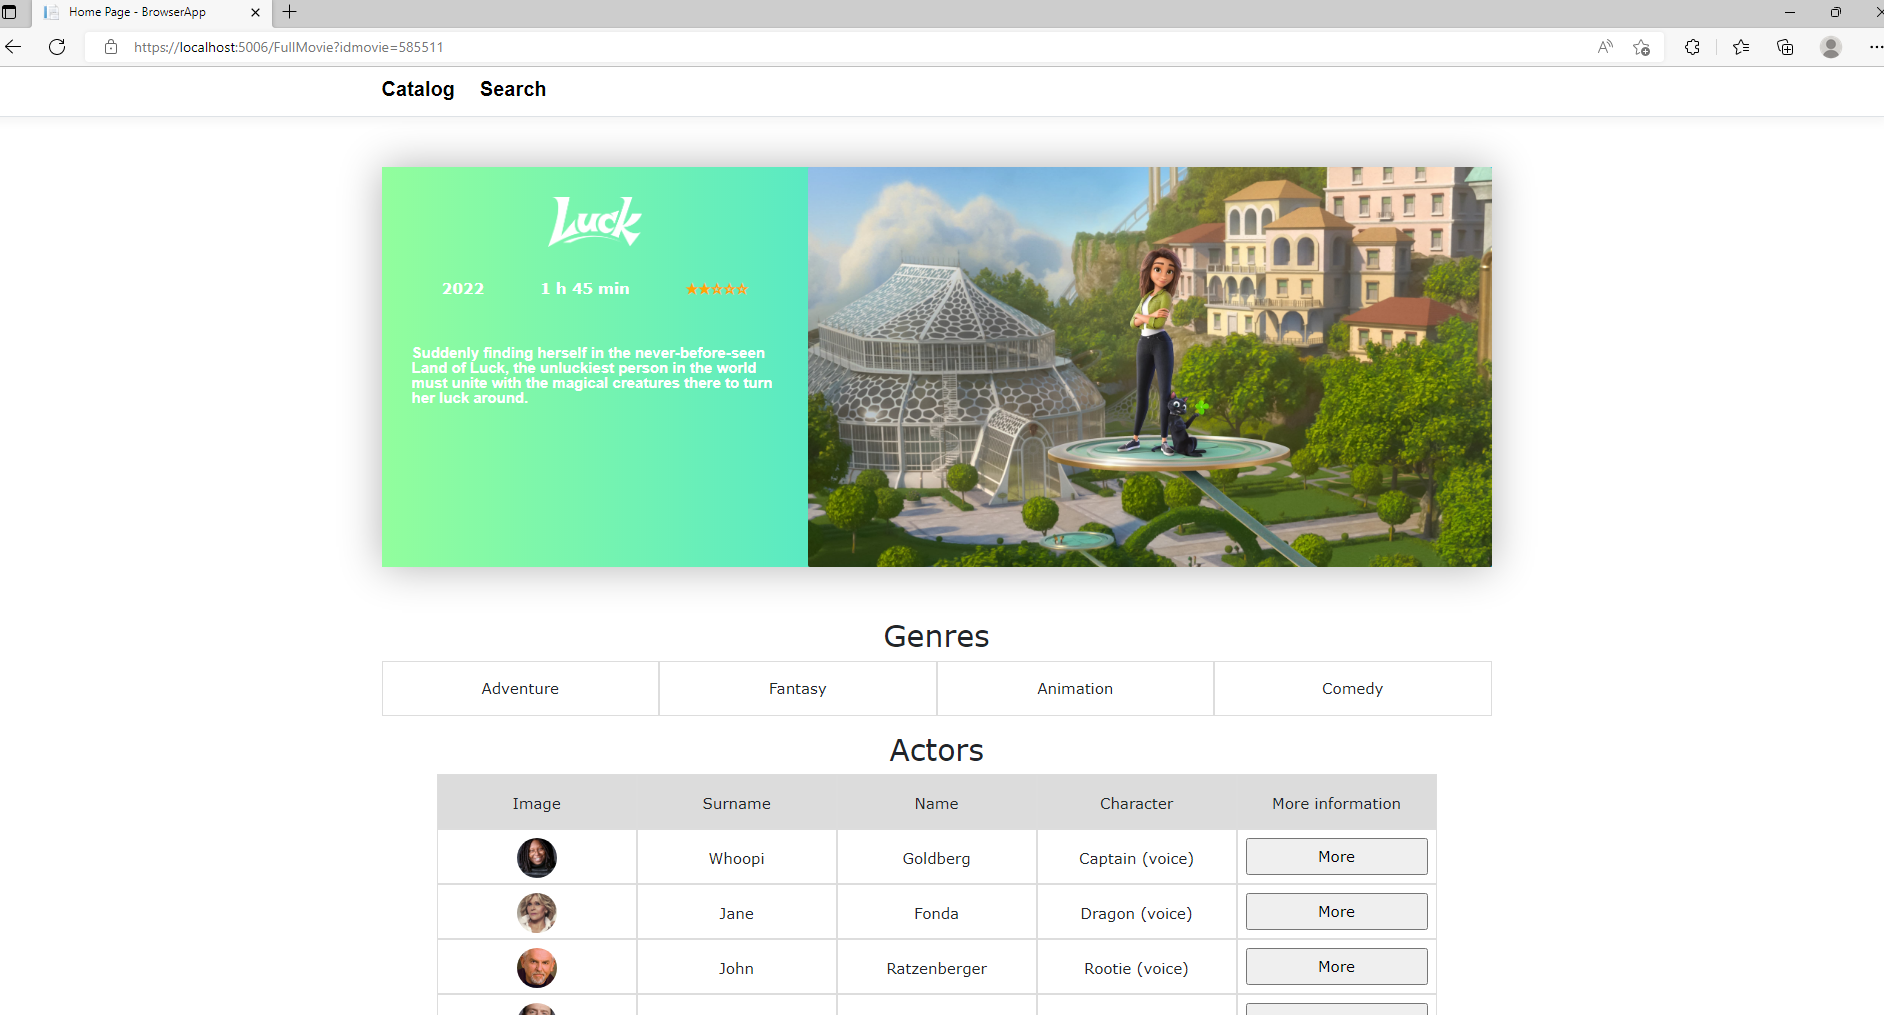 Home Page - BrowserApp
https://localhost:5006/FullMovie?idmovie=585511
Catalog Search
Luck
2022 1 h 45 min ★★☆☆☆
Suddenly finding herself in the never-before-seen
Land of Luck, the unluckiest person in the world
must unite with the magical creatures there to turn
her luck around.
Genres
Adventure Fantasy Animation Comedy
Actors
Image Surname Name Character More information
Whoopi Goldberg Captain (voice) More
Jane Fonda Dragon (voice) More
John Ratzenberger Rootie (voice) More